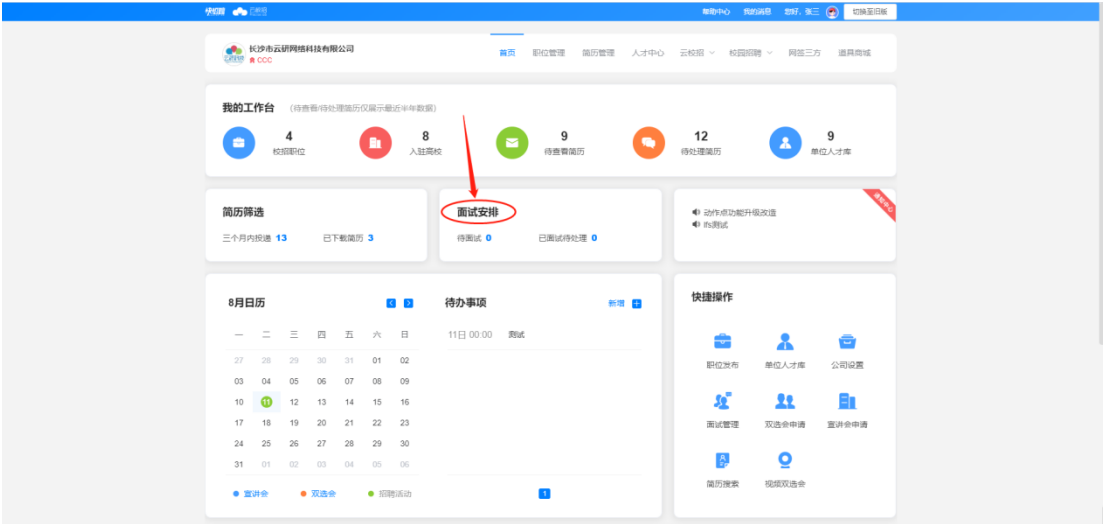 快招网 云研网
帮助中心 我的消息 您好，张三 切换至旧版
长沙市云研网络科技有限公司
CCC
首页 职位管理 简历管理 人才中心 云校招 校园招聘 网签三方 道具商城
我的工作台 （待查看/待处理简历仅展示最近半年数据）
4 8 9 12 9
校招职位 入驻高校 待查看简历 待处理简历 单位人才库
简历筛选 面试安排
通知中心
动作点功能升级改造
三个月内投递 13 已下载简历 3 待面试 0 已面试待处理 0
lfs测试
8月日历 待办事项 新增 快捷操作
一 二 三 四 五 六 日
11日 00:00 测试
27 28 29 30 31 01 02
03 04 05 06 07 08 09
10 11 12 13 14 15 16
17 18 19 20 21 22 23
24 25 26 27 28 29 30
31 01 02 03 04 05 06
宣讲会 双选会 招聘活动
1
职位发布 单位人才库 公司设置
面试管理 双选会申请 宣讲会申请
简历搜索 视频双选会